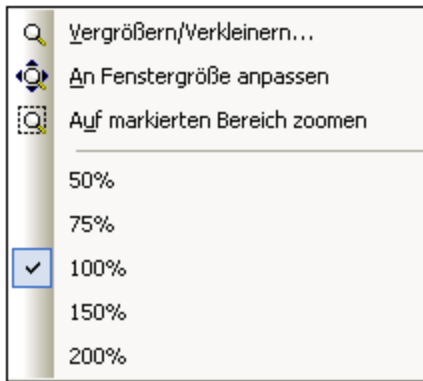 Vergrößern/Verkleinern...
An Fenstergröße anpassen
Auf markierten Bereich zoomen
50%
75%
100%
150%
200%